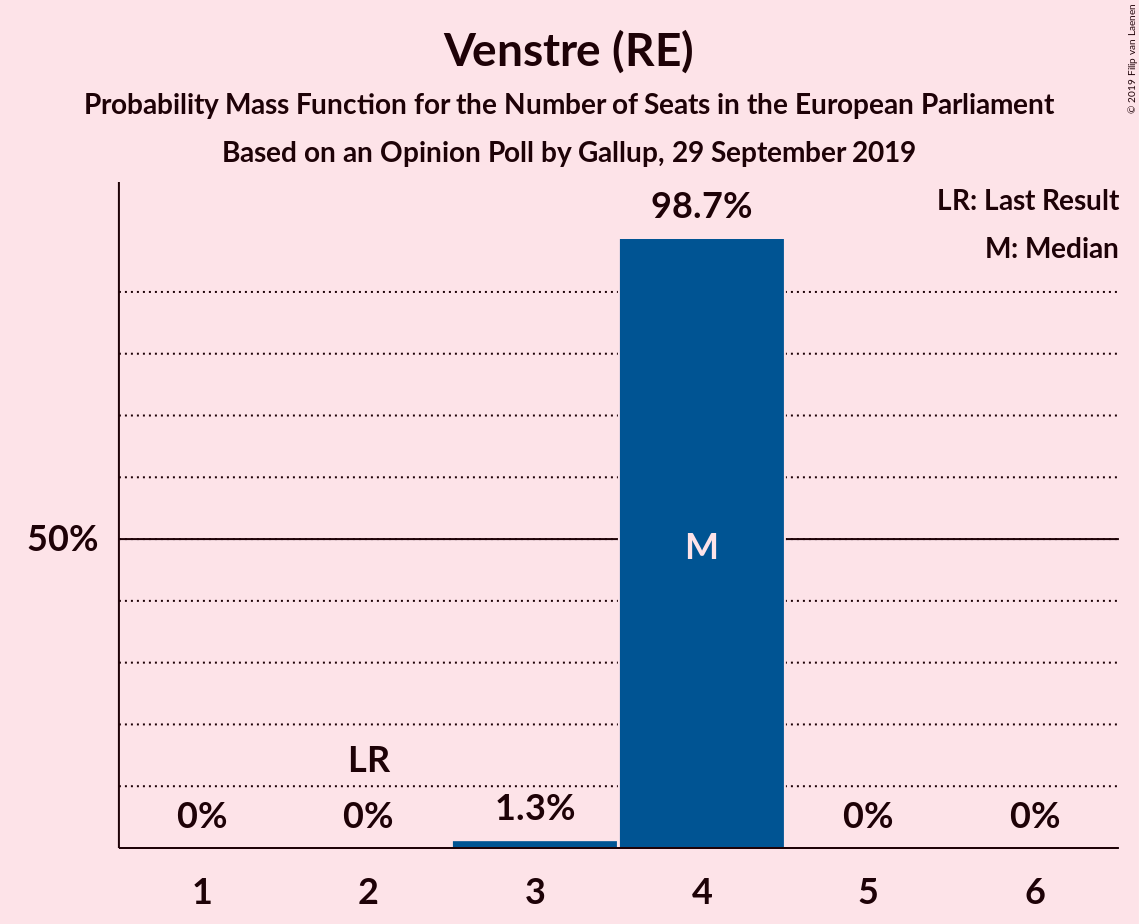 Venstre (RE)
Probability Mass Function for the Number of Seats in the European Parliament
Based on an Opinion Poll by Gallup, 29 September 2019
© 2019 Filip van Laenen
LR: Last Result
M: Median
98.7%
50%
M
LR
0%
0%
1.3%
0%
0%
1 2 3 4 5 6